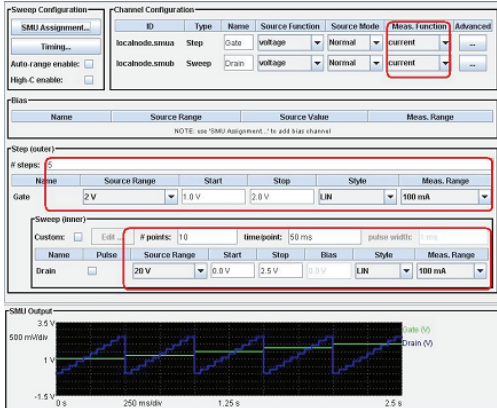 Sweep Configuration
Channel Configuration
SMU Assignment...
Timing...
Auto-range enable:
High-C enable:
ID Type Name Source Function Source Mode Meas. Function Advanced
localnode.smua Step Gate voltage Normal current ...
localnode.smub Sweep Drain voltage Normal current ...
Bias
Name Source Range Source Value Meas. Range
NOTE: use 'SMU Assignment...' to add bias channel
Step (outer)
# steps: 5
Name Source Range Start Stop Style Meas. Range
Gate 2 V 1.0 V 2.0 V LIN 100 mA
Sweep (inner)
Custom: Edit ... # points: 10 time/point: 50 ms pulse width: 1 ms
Name Pulse Source Range Start Stop Bias Style Meas. Range
Drain 20 V 0.0 V 2.5 V 0.0 V LIN 100 mA
SMU Output
3.5 V
500 mV/div
1 V
-1.5 V
0 s 250 ms/div 1.25 s 2.5 s
Gate (V)
Drain (V)